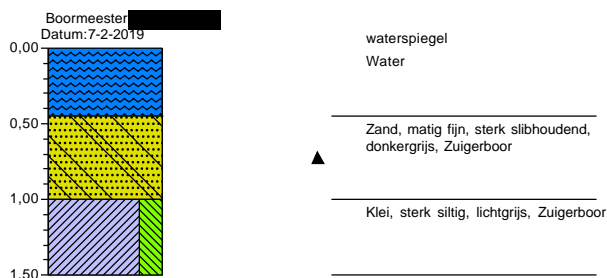 Boormeester
Datum:7-2-2019
0,00
waterspiegel
Water
0,50
Zand, matig fijn, sterk slibhoudend,
donkergrijs, Zuigerboor
1,00
Klei, sterk siltig, lichtgrijs, Zuigerboor
1,50